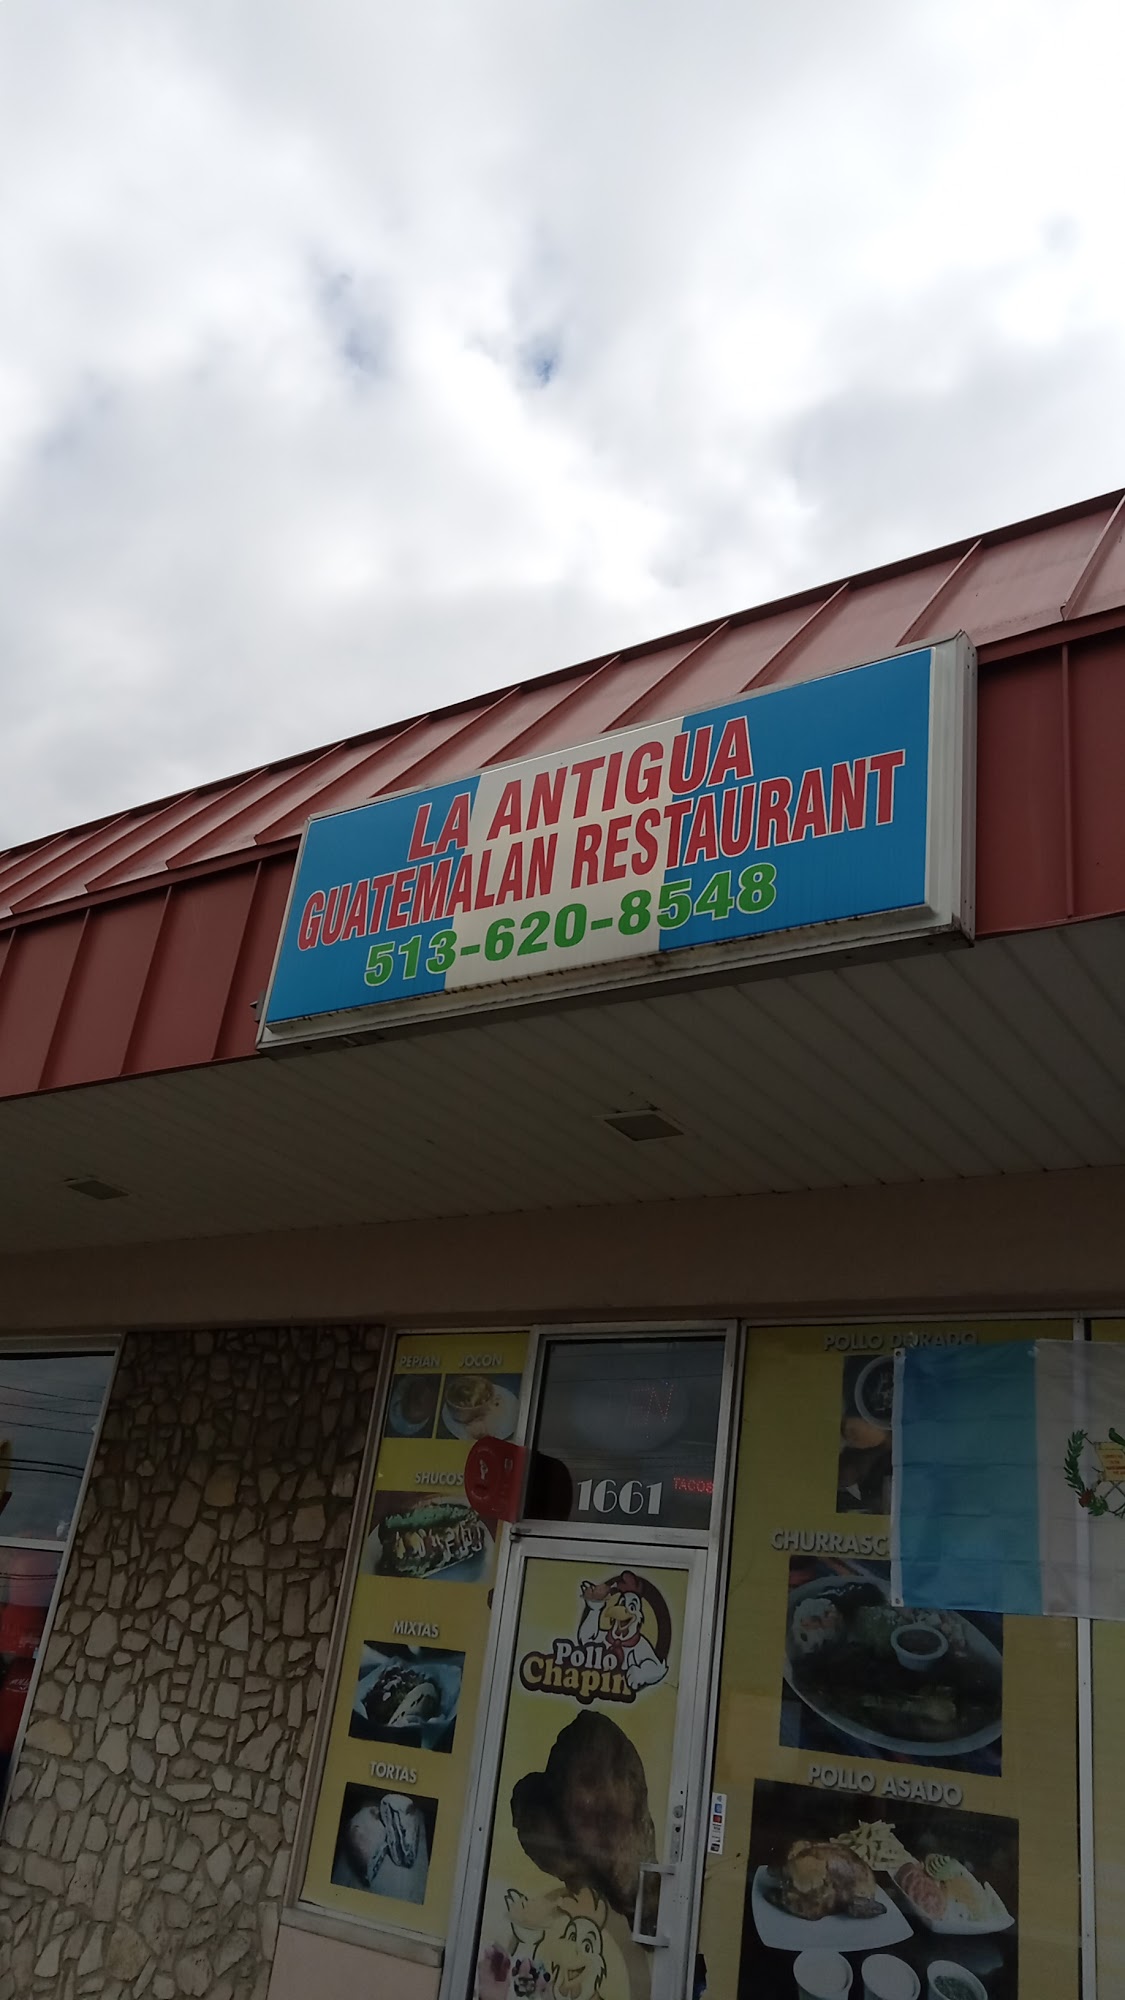 LA ANTIGUA
GUATEMALAN RESTAURANT
513-620-8548
PEPIAN JOCON
SHUCOS
MIXTAS
TORTAS
1661
TACOS
Pollo
Chapin
POLLO DORADO
CHURRASC
POLLO ASADO